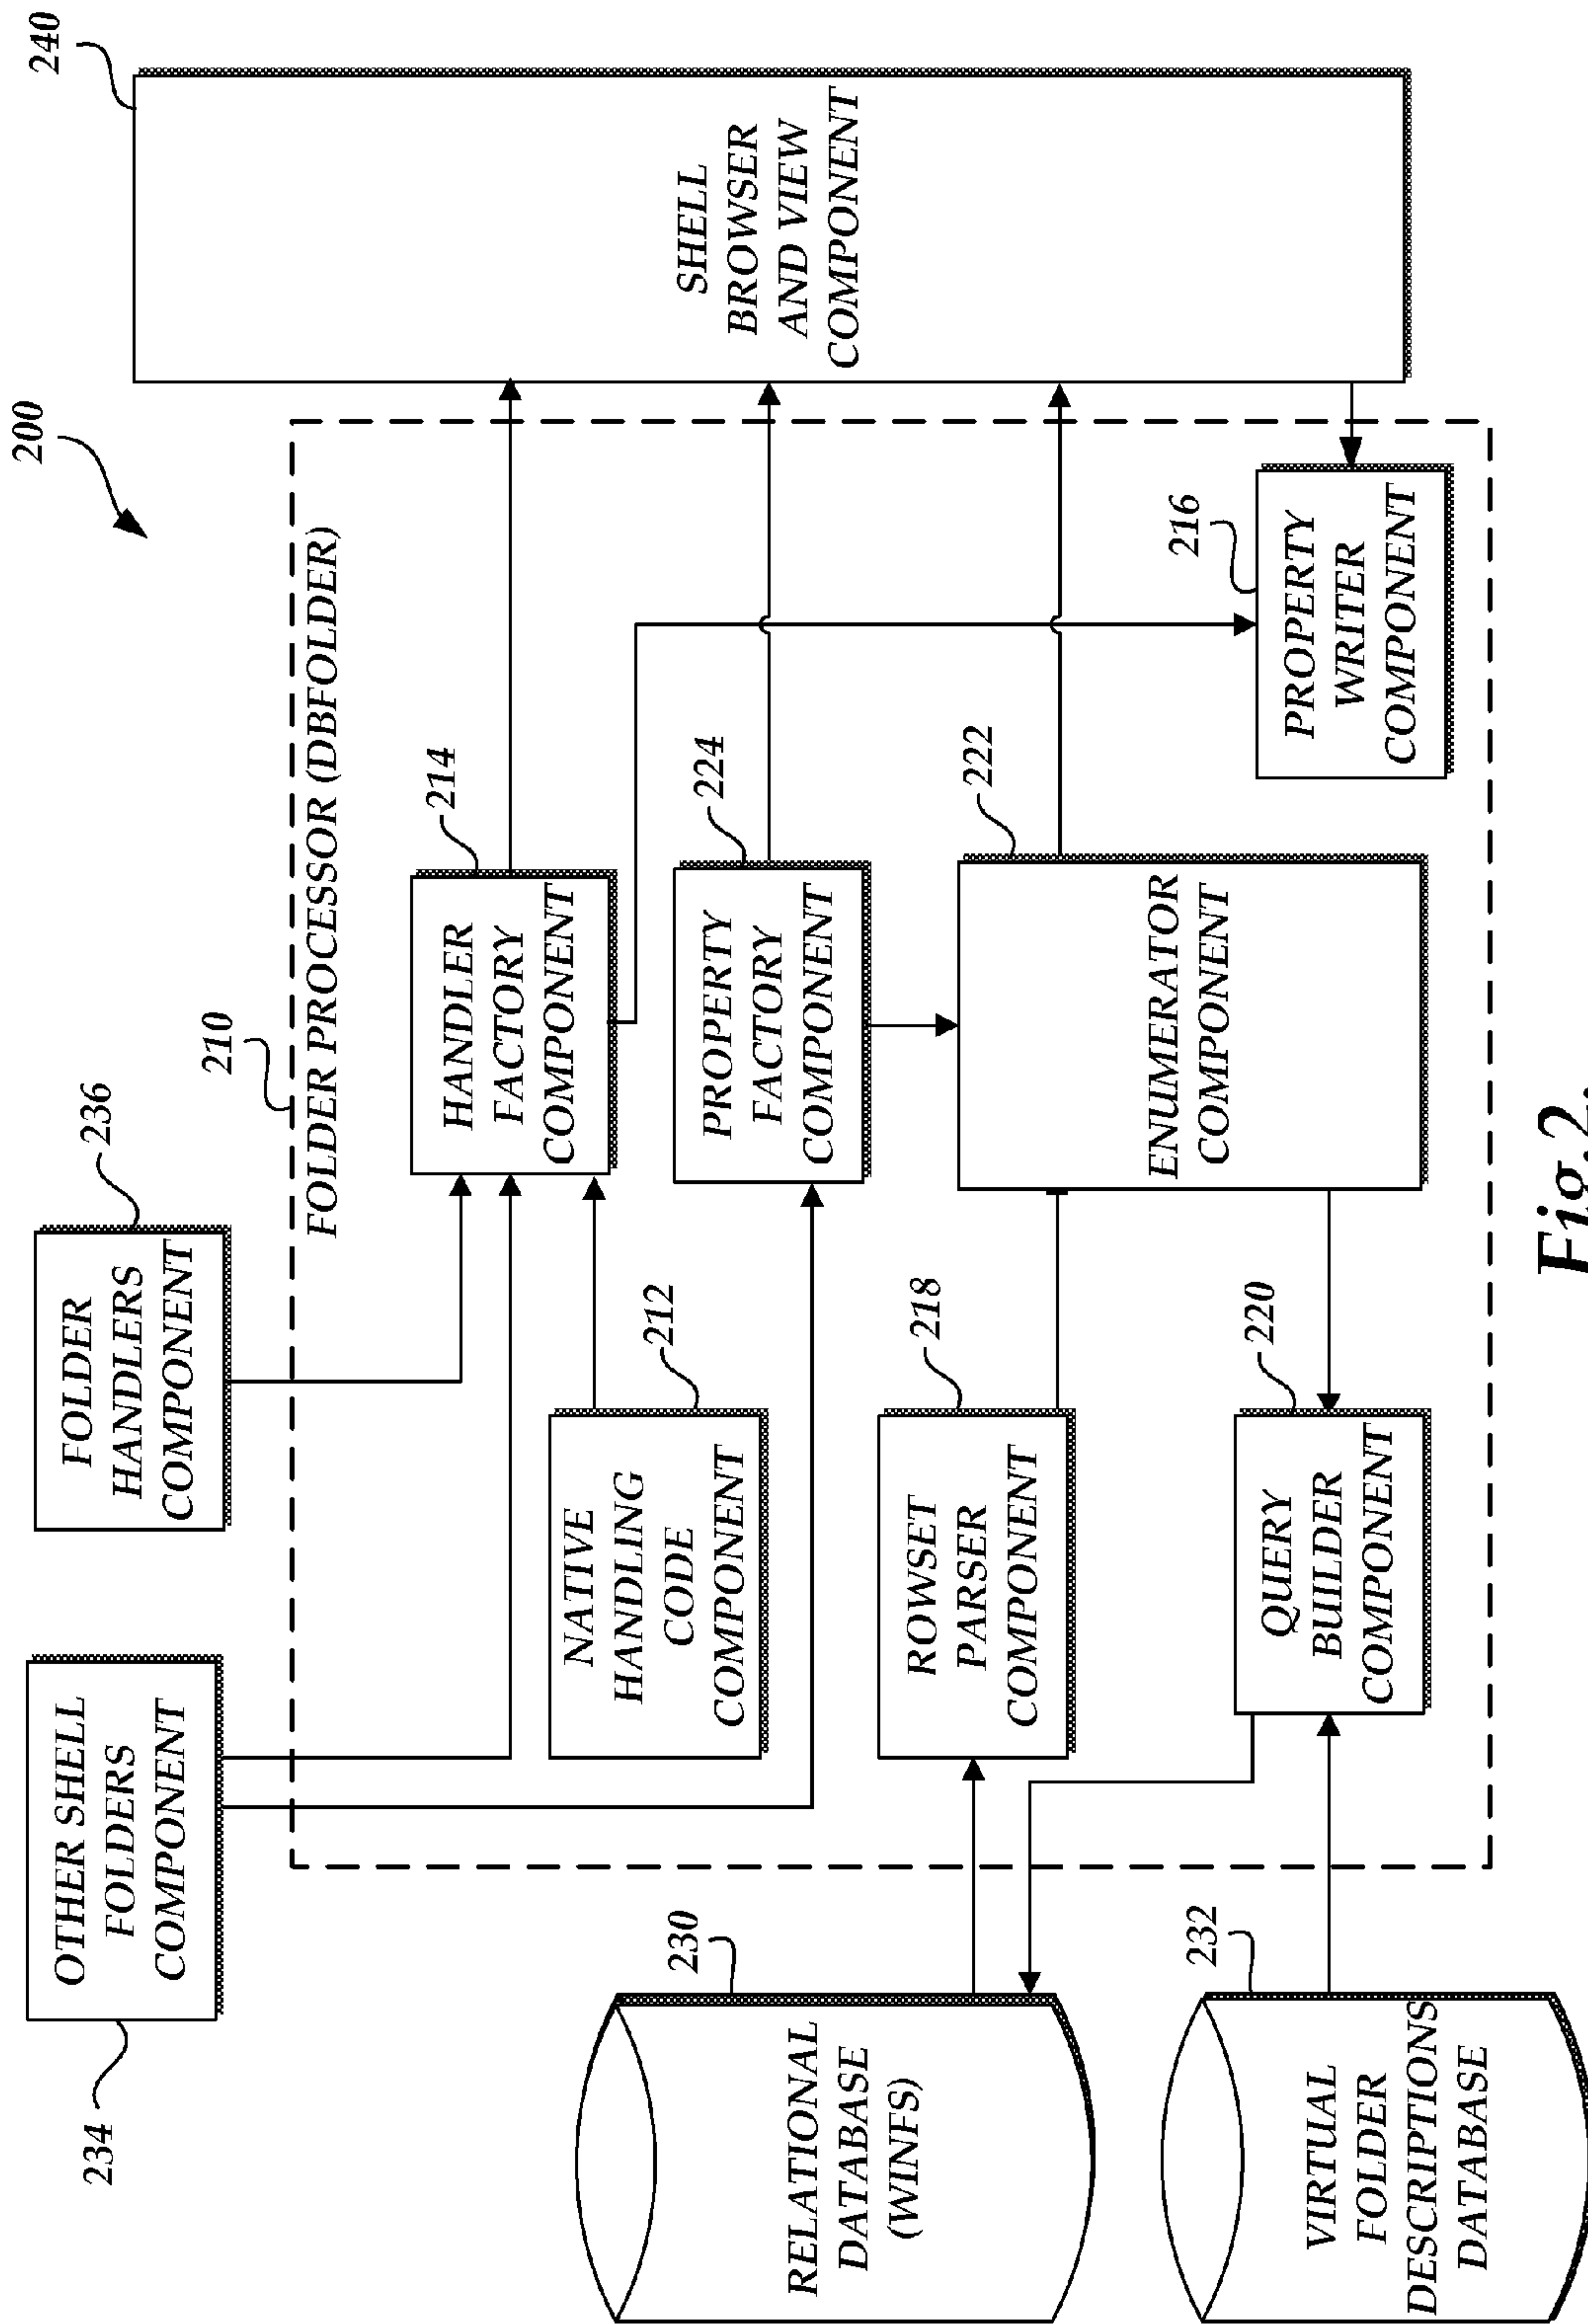 200
240
236
234
OTHER SHELL
FOLDERS
COMPONENT
FOLDER
HANDLERS
COMPONENT
210
FOLDER PROCESSOR (DBFOLDER)
SHELL
BROWSER
AND VIEW
COMPONENT
214
HANDLER
FACTORY
COMPONENT
NATIVE
HANDLING
CODE
COMPONENT
212
224
PROPERTY
FACTORY
COMPONENT
230
RELATIONAL
DATABASE
(WINFS)
218
ROWSET
PARSER
COMPONENT
222
ENUMERATOR
COMPONENT
216
PROPERTY
WRITER
COMPONENT
232
VIRTUAL
FOLDER
DESCRIPTIONS
DATABASE
220
QUERY
BUILDER
COMPONENT
Fig.2.